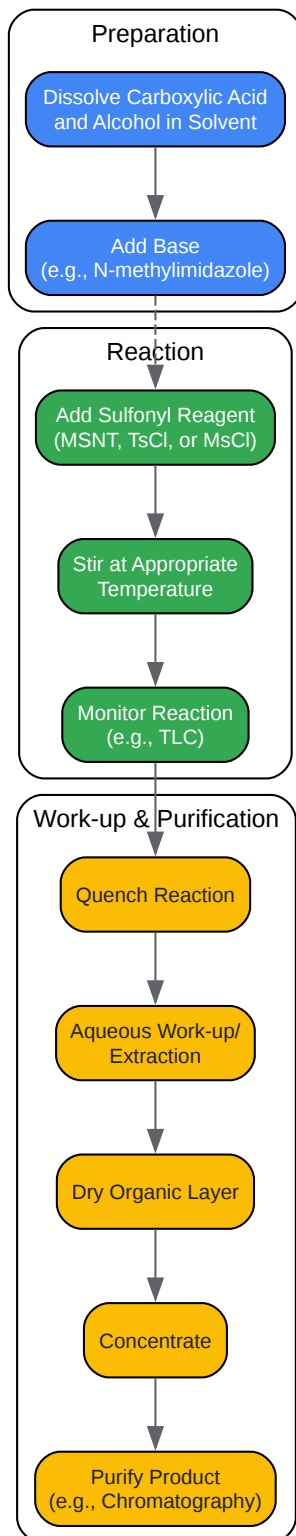 Preparation
Dissolve Carboxylic Acid
and Alcohol in Solvent
Add Base
(e.g., N-methylimidazole)
Reaction
Add Sulfonyl Reagent
(MSNT, TsCl, or MsCl)
Stir at Appropriate
Temperature
Monitor Reaction
(e.g., TLC)
Work-up & Purification
Quench Reaction
Aqueous Work-up/
Extraction
Dry Organic Layer
Concentrate
Purify Product
(e.g., Chromatography)